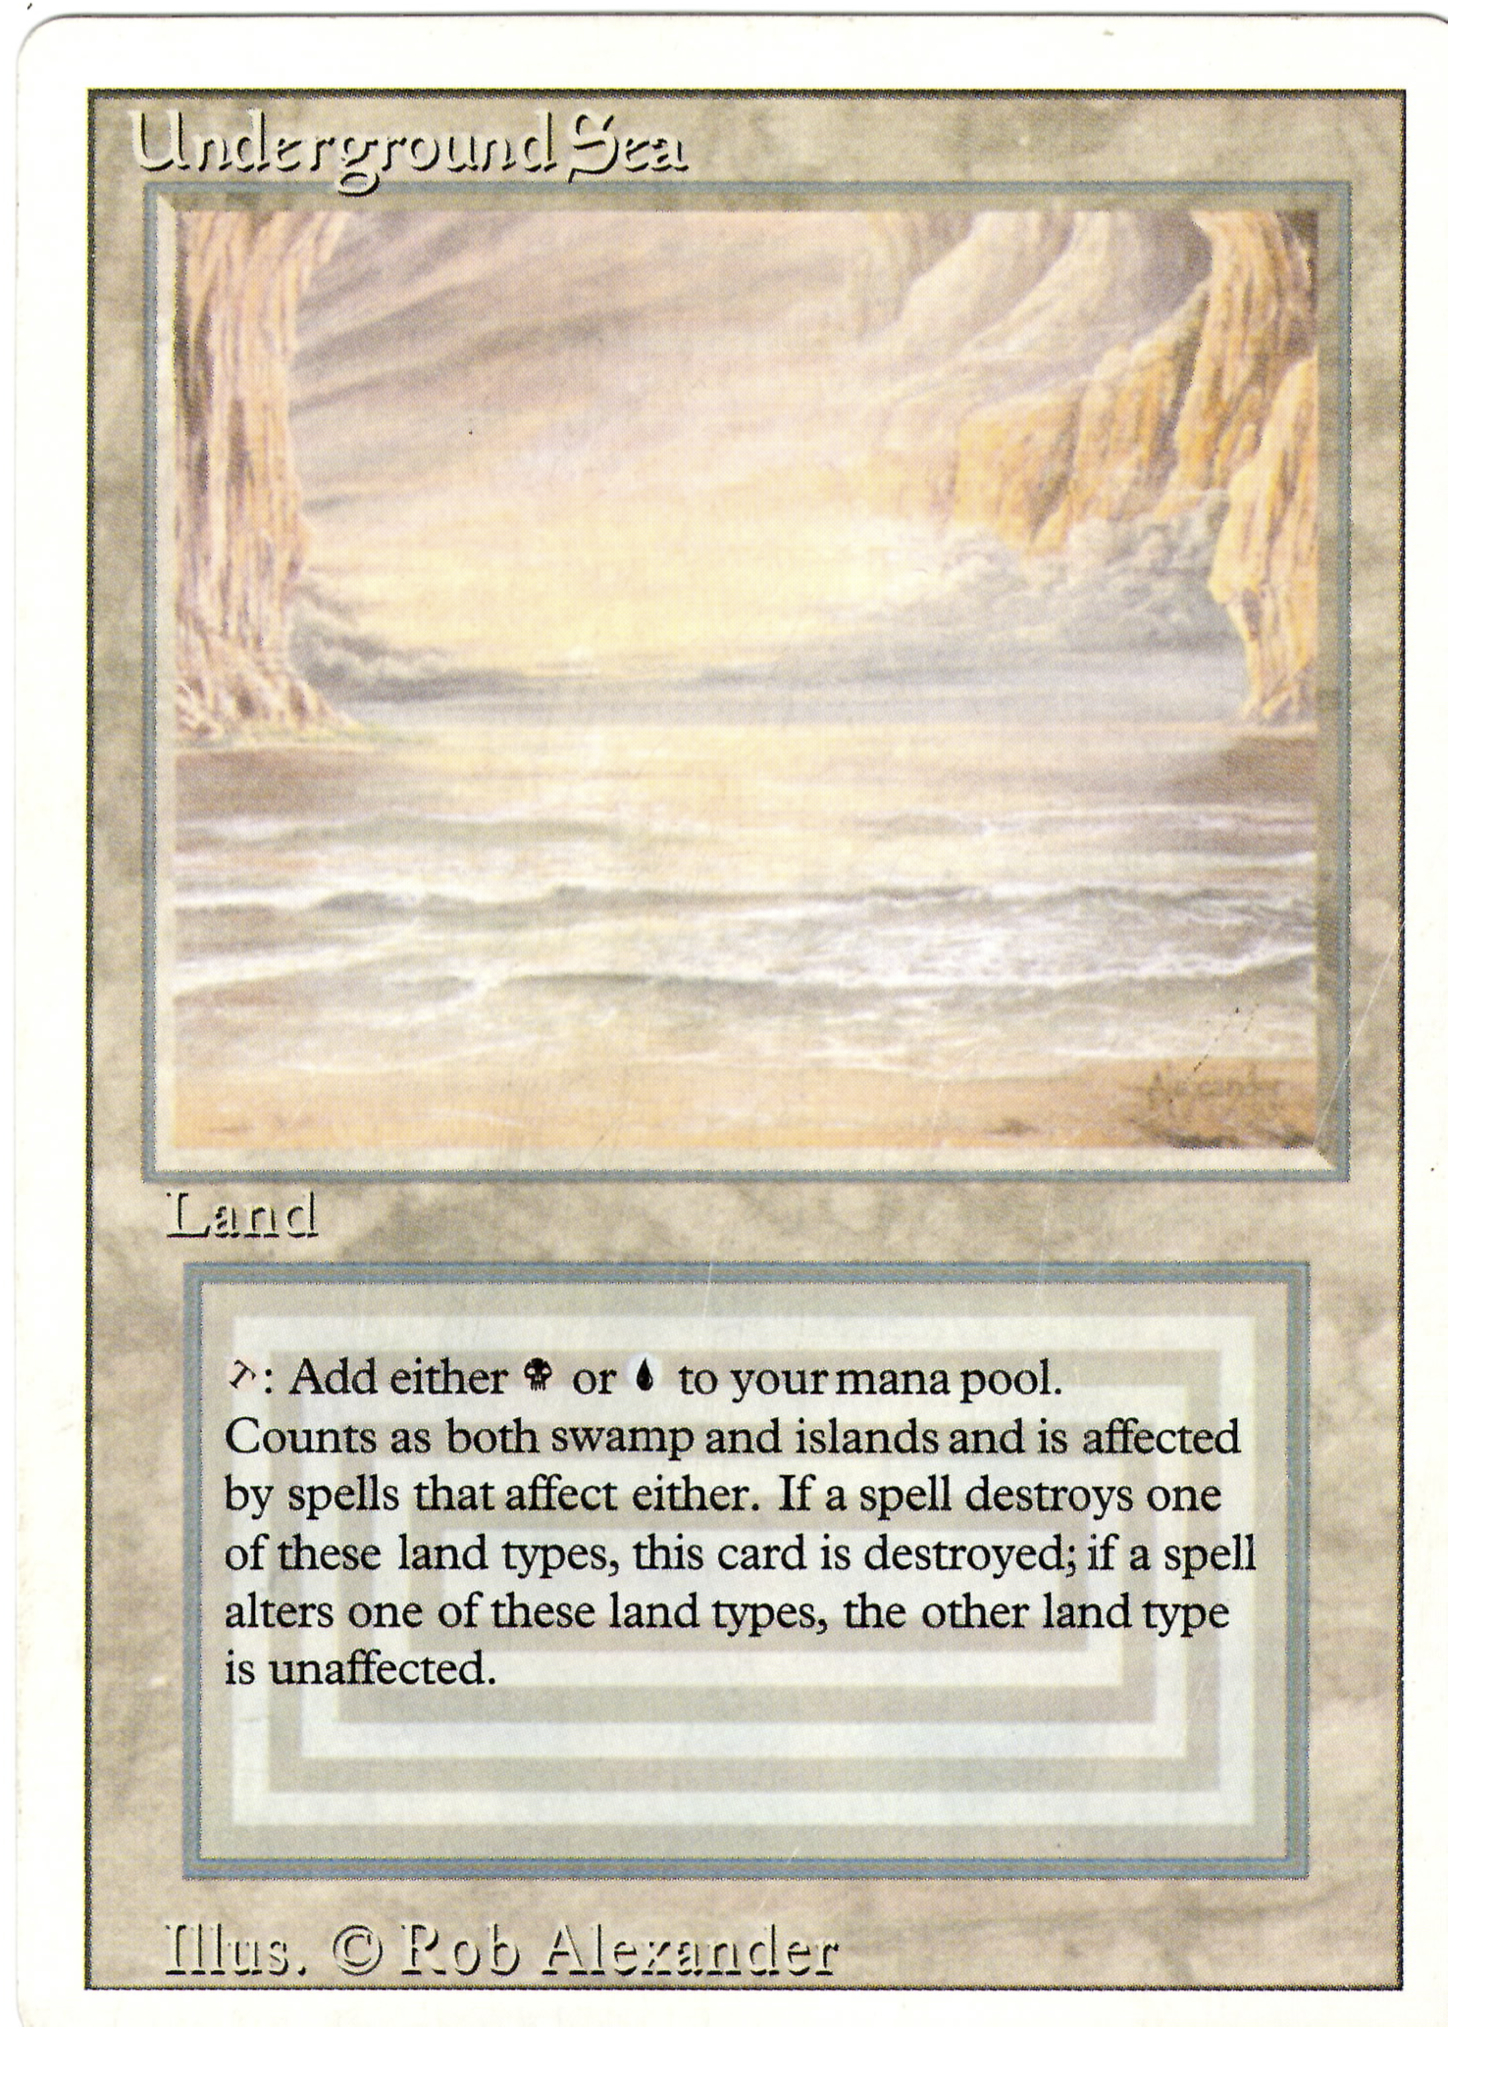 Underground Sea
Alexander
Land
: Add either or to your mana pool.
Counts as both swamp and islands and is affected
by spells that affect either. If a spell destroys one
of these land types, this card is destroyed; if a spell
alters one of these land types, the other land type
is unaffected.
Illus. © Rob Alexander